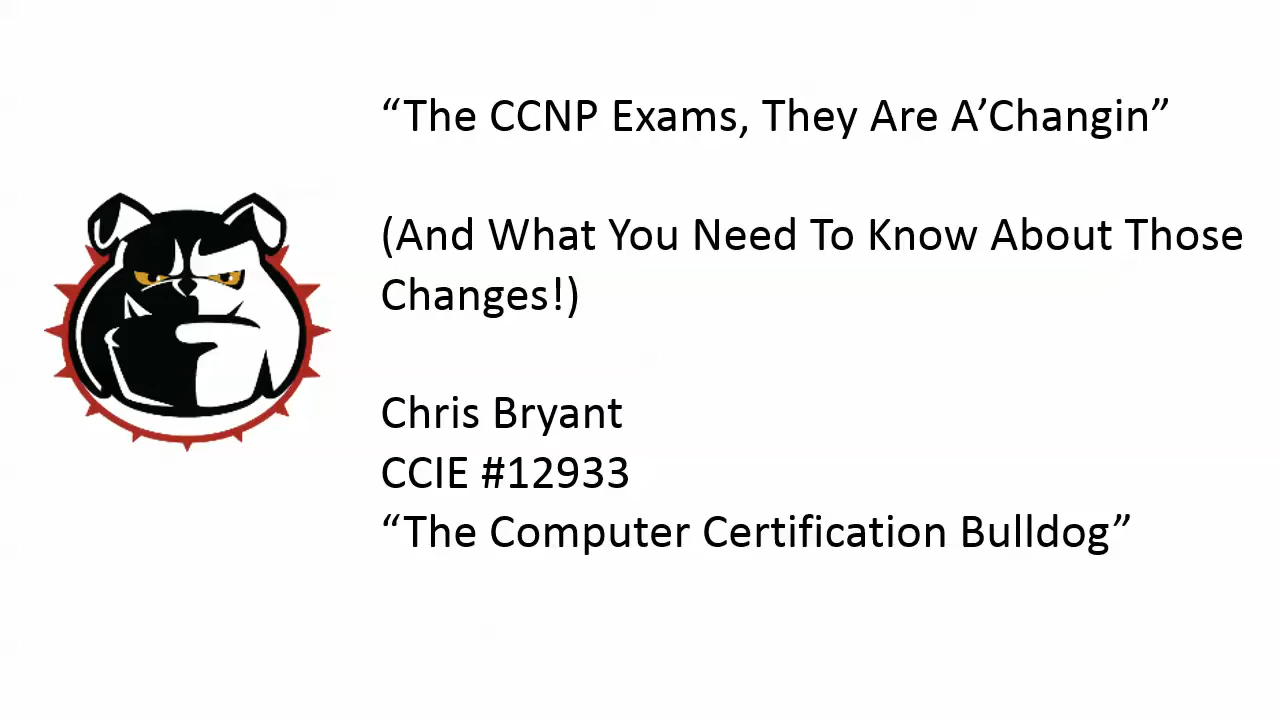 “The CCNP Exams, They Are A’Changin”
(And What You Need To Know About Those
Changes!)
Chris Bryant
CCIE #12933
“The Computer Certification Bulldog”